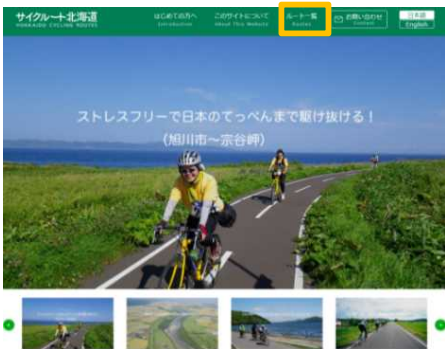 サイクルート北海道
HOKKAIDO CYCLING ROUTES
はじめての方へ
Introduction
このサイトについて
About This Website
ルート一覧
Routes
お問い合わせ
Contact
日本語
English
ストレスフリーで日本のてっぺんまで駆け抜ける！
（旭川市～宗谷岬）